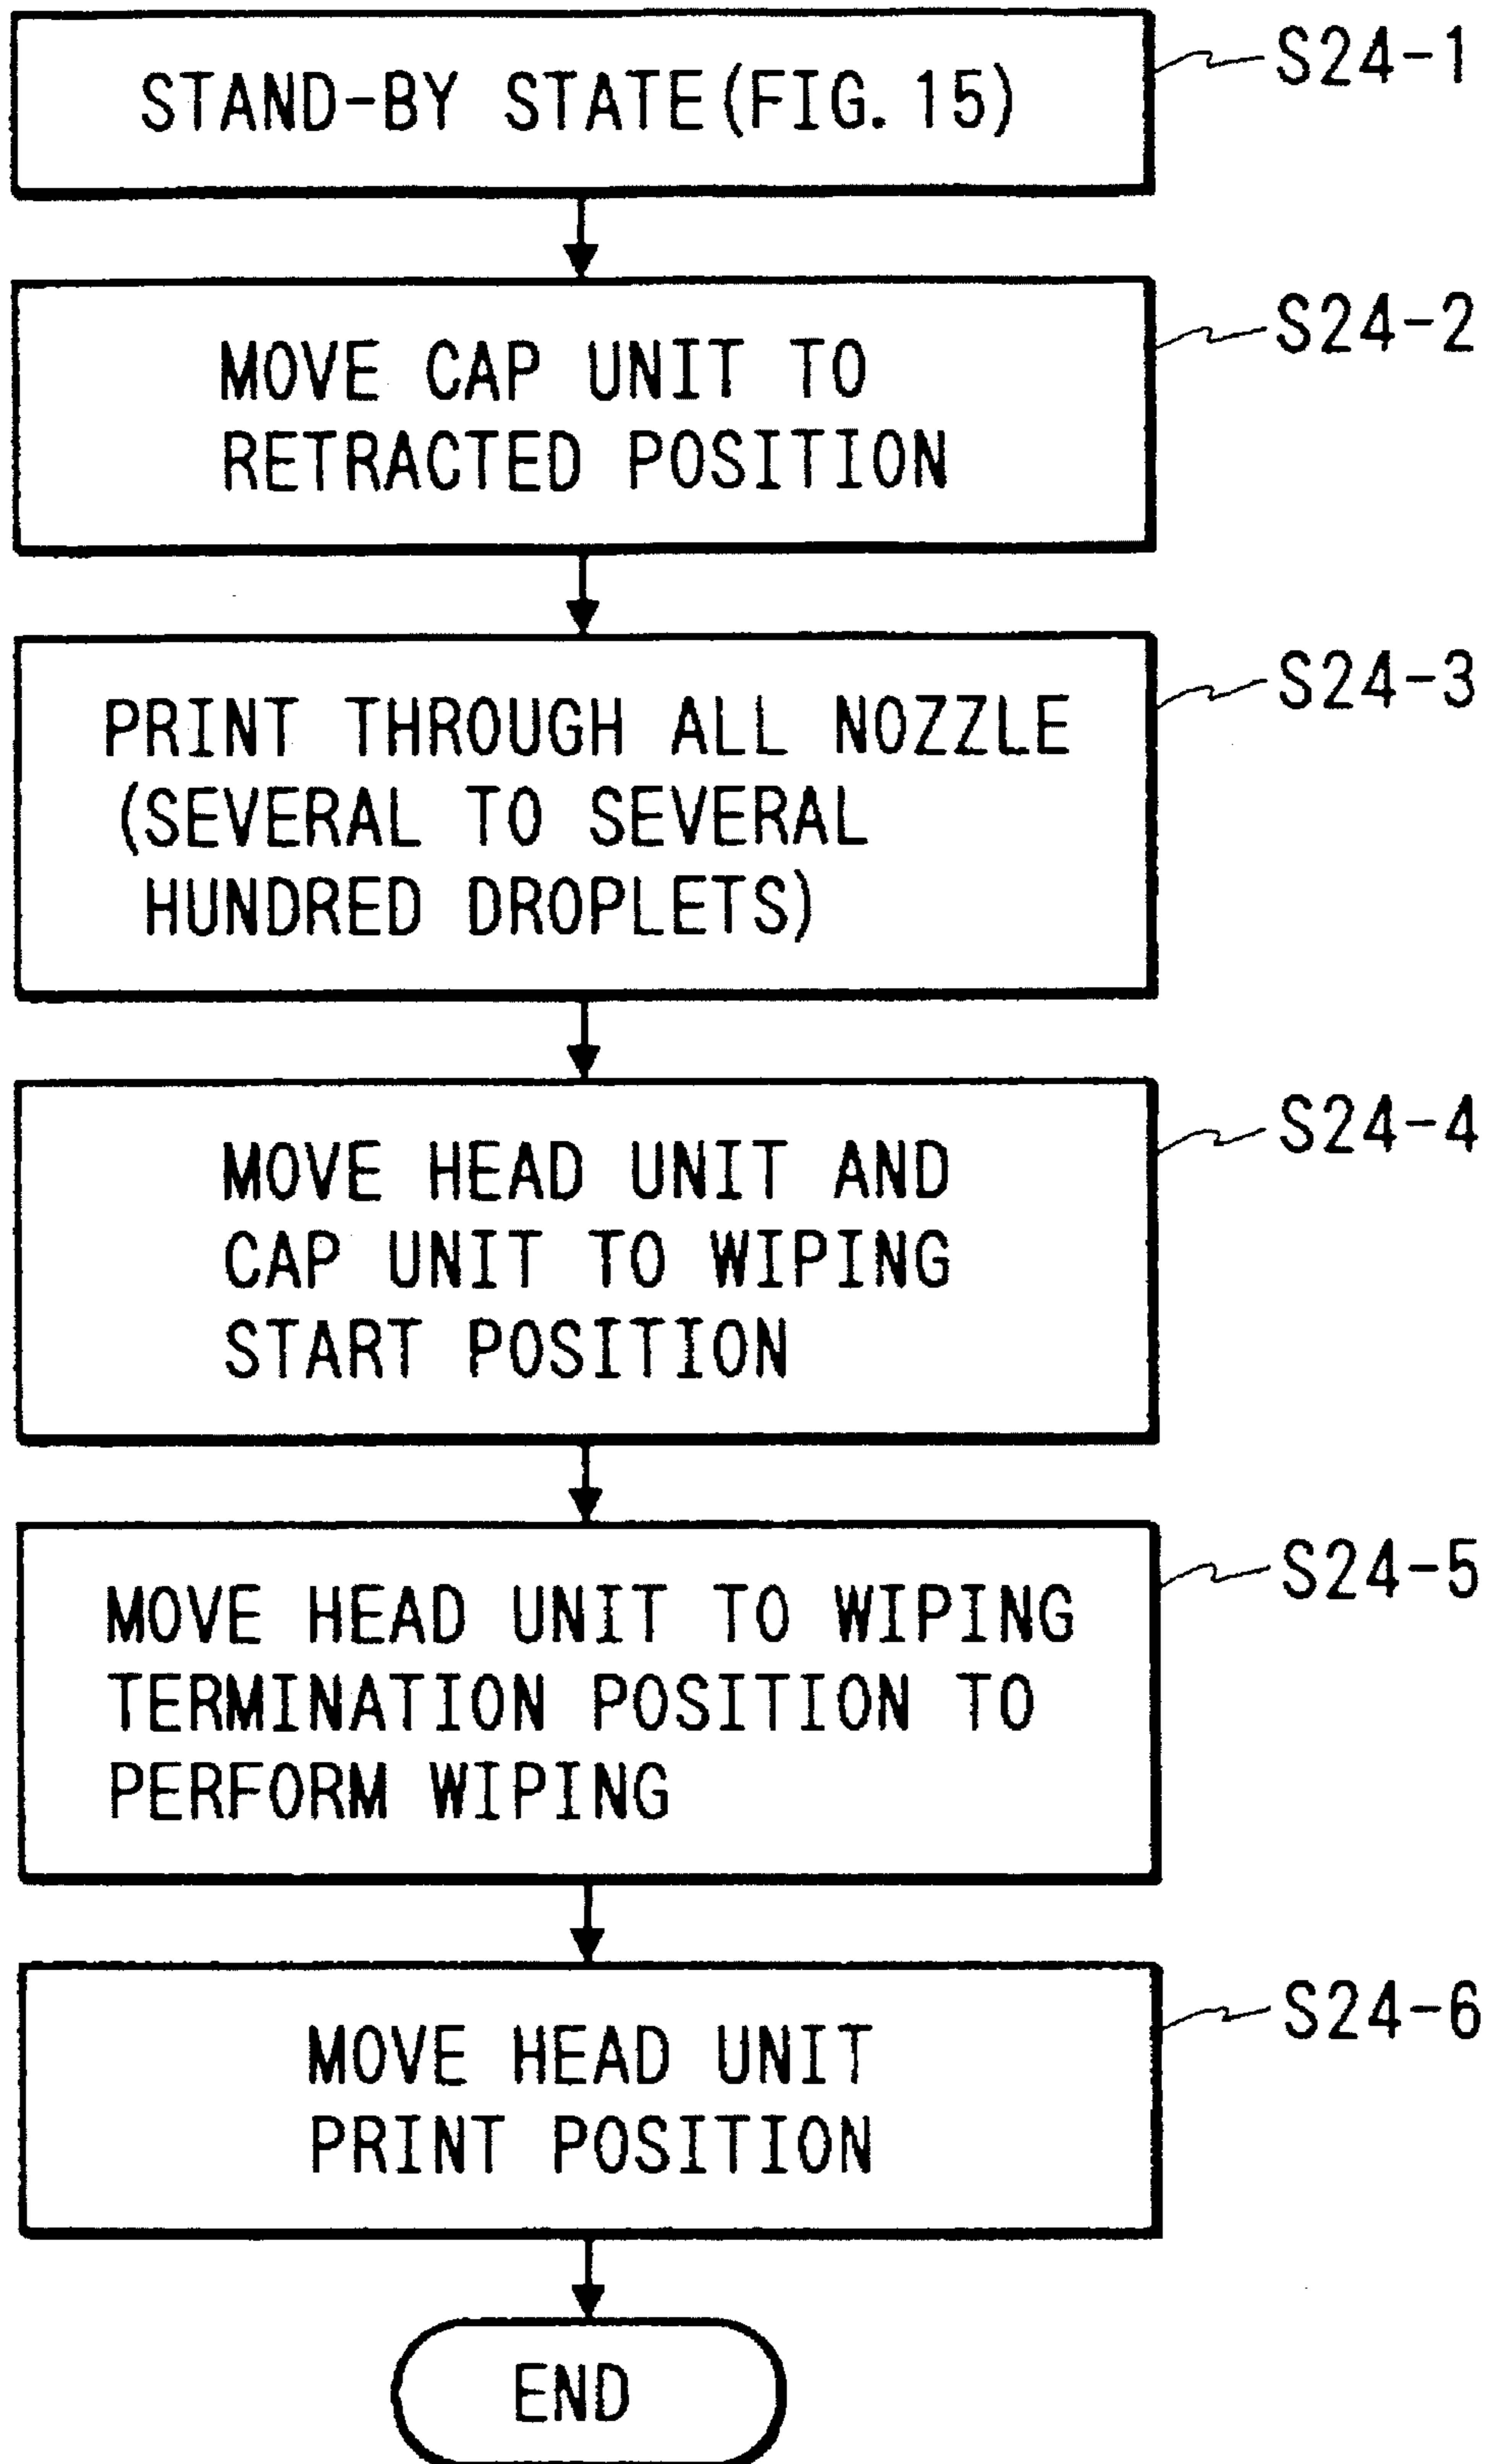 STAND-BY STATE(FIG. 15)
S24-1
MOVE CAP UNIT TO
RETRACTED POSITION
S24-2
PRINT THROUGH ALL NOZZLE
(SEVERAL TO SEVERAL
HUNDRED DROPLETS)
S24-3
MOVE HEAD UNIT AND
CAP UNIT TO WIPING
START POSITION
S24-4
MOVE HEAD UNIT TO WIPING
TERMINATION POSITION TO
PERFORM WIPING
S24-5
MOVE HEAD UNIT
PRINT POSITION
S24-6
END